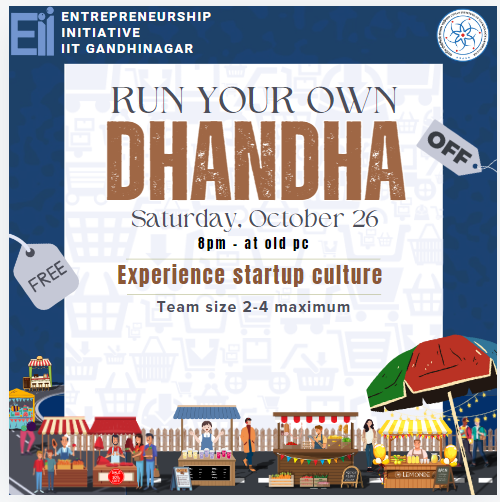 Eii
ENTREPRENEURSHIP
INITIATIVE
IIT GANDHINAGAR
RUN YOUR OWN
DHANDHA
OFF.
Saturday, October 26
8pm - at old pc
FREE
Experience startup culture
Team size 2-4 maximum
LEMONDE